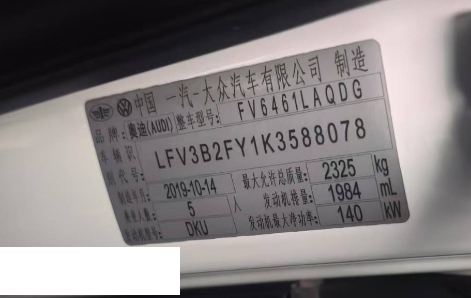 中国 一汽-大众汽车有限公司 制造
品牌:奥迪(AUDI) 整车型号: FV6461LAQDG
车辆识别代号: LFV3B2FY1K3588078
制造年月: 2019-10-14 最大允许总质量: 2325 kg
乘坐人数: 5 人 发动机排量: 1984 mL
发动机型号: DKU 发动机最大净功率: 140 kW